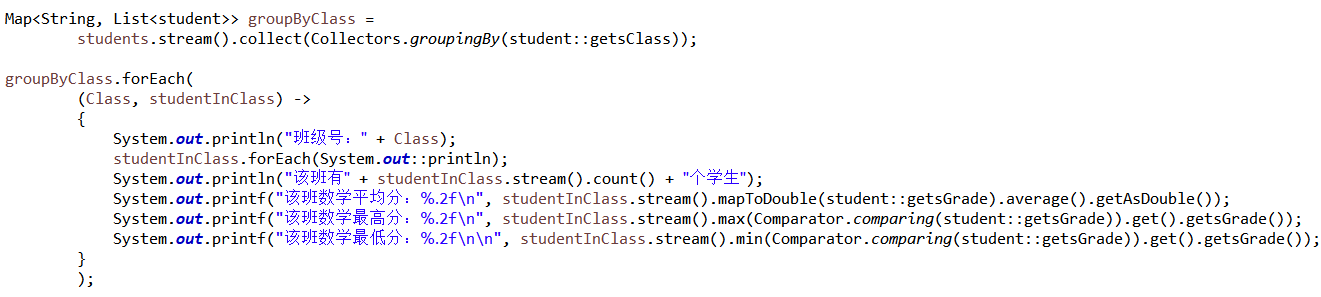 Map<String, List<student>> groupByClass =
students.stream().collect(Collectors.groupingBy(student::getsClass));
groupByClass.forEach(
(Class, studentInClass) ->
{
System.out.println("班级号：" + Class);
studentInClass.forEach(System.out::println);
System.out.println("该班有" + studentInClass.stream().count() + "个学生");
System.out.printf("该班数学平均分：%.2f\n", studentInClass.stream().mapToDouble(student::getsGrade).average().getAsDouble());
System.out.printf("该班数学最高分：%.2f\n", studentInClass.stream().max(Comparator.comparing(student::getsGrade)).get().getsGrade());
System.out.printf("该班数学最低分：%.2f\n\n", studentInClass.stream().min(Comparator.comparing(student::getsGrade)).get().getsGrade());
}
);